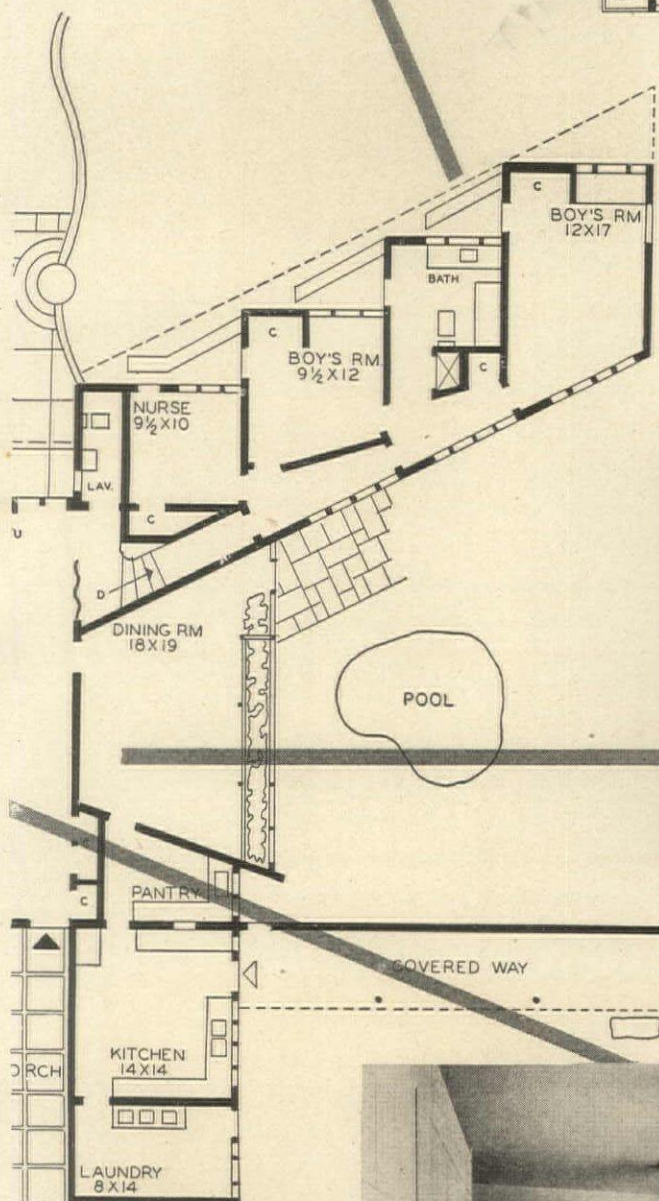 C
BOY'S RM
12X17
BATH
C
BOY'S RM
9½X12
C
NURSE
9½X10
LAV.
C
U
D
DINING RM
18X19
POOL
C
C
PANTRY
COVERED WAY
KITCHEN
14X14
ORCH
LAUNDRY
8X14